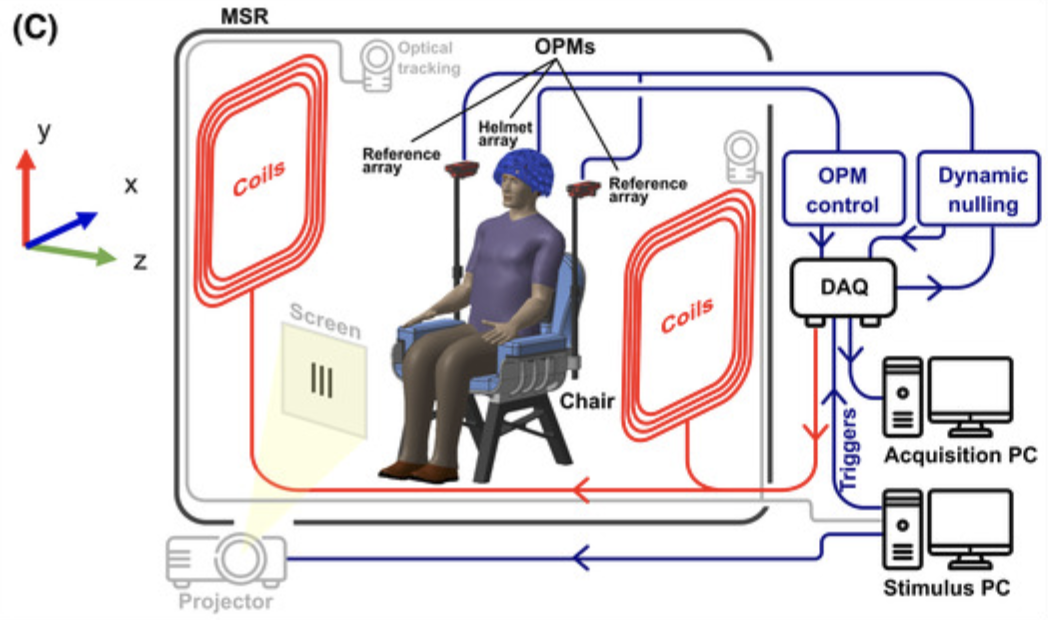 (C)
MSR
Optical
tracking
OPMs
Helmet
array
Reference
array
Reference
array
y
x
z
Coils
Coils
OPM
control
Dynamic
nulling
DAQ
Screen
Chair
Triggers
Acquisition PC
Stimulus PC
Projector